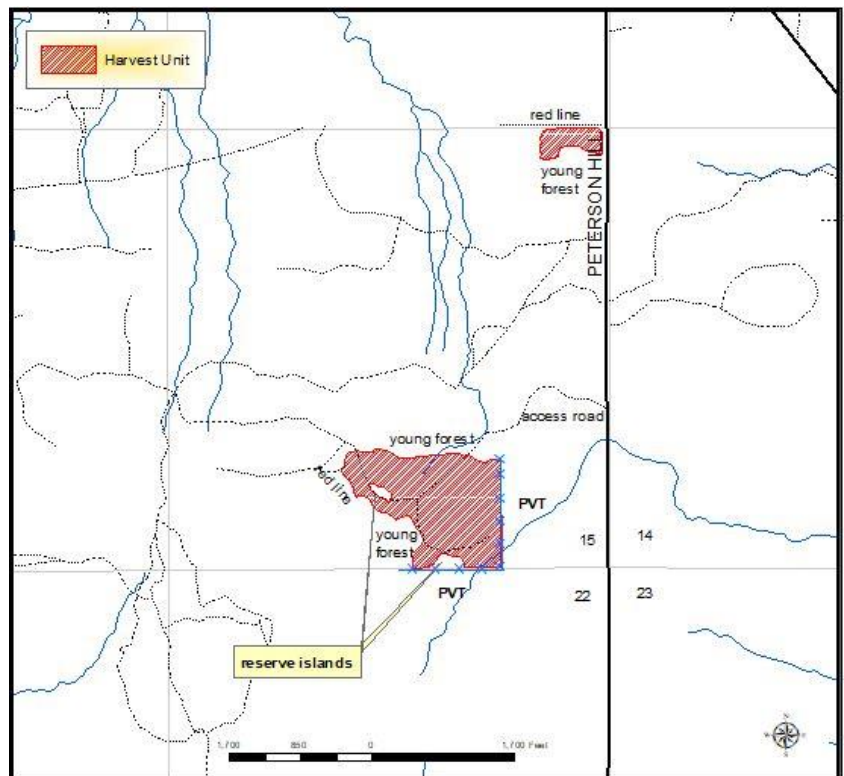 Harvest Unit
red line
young
forest
PETERSON HILL
access road
young forest
red line
PVT
young
forest
15
14
PVT
22
23
reserve islands
1,700
850
0
1,700 Feet